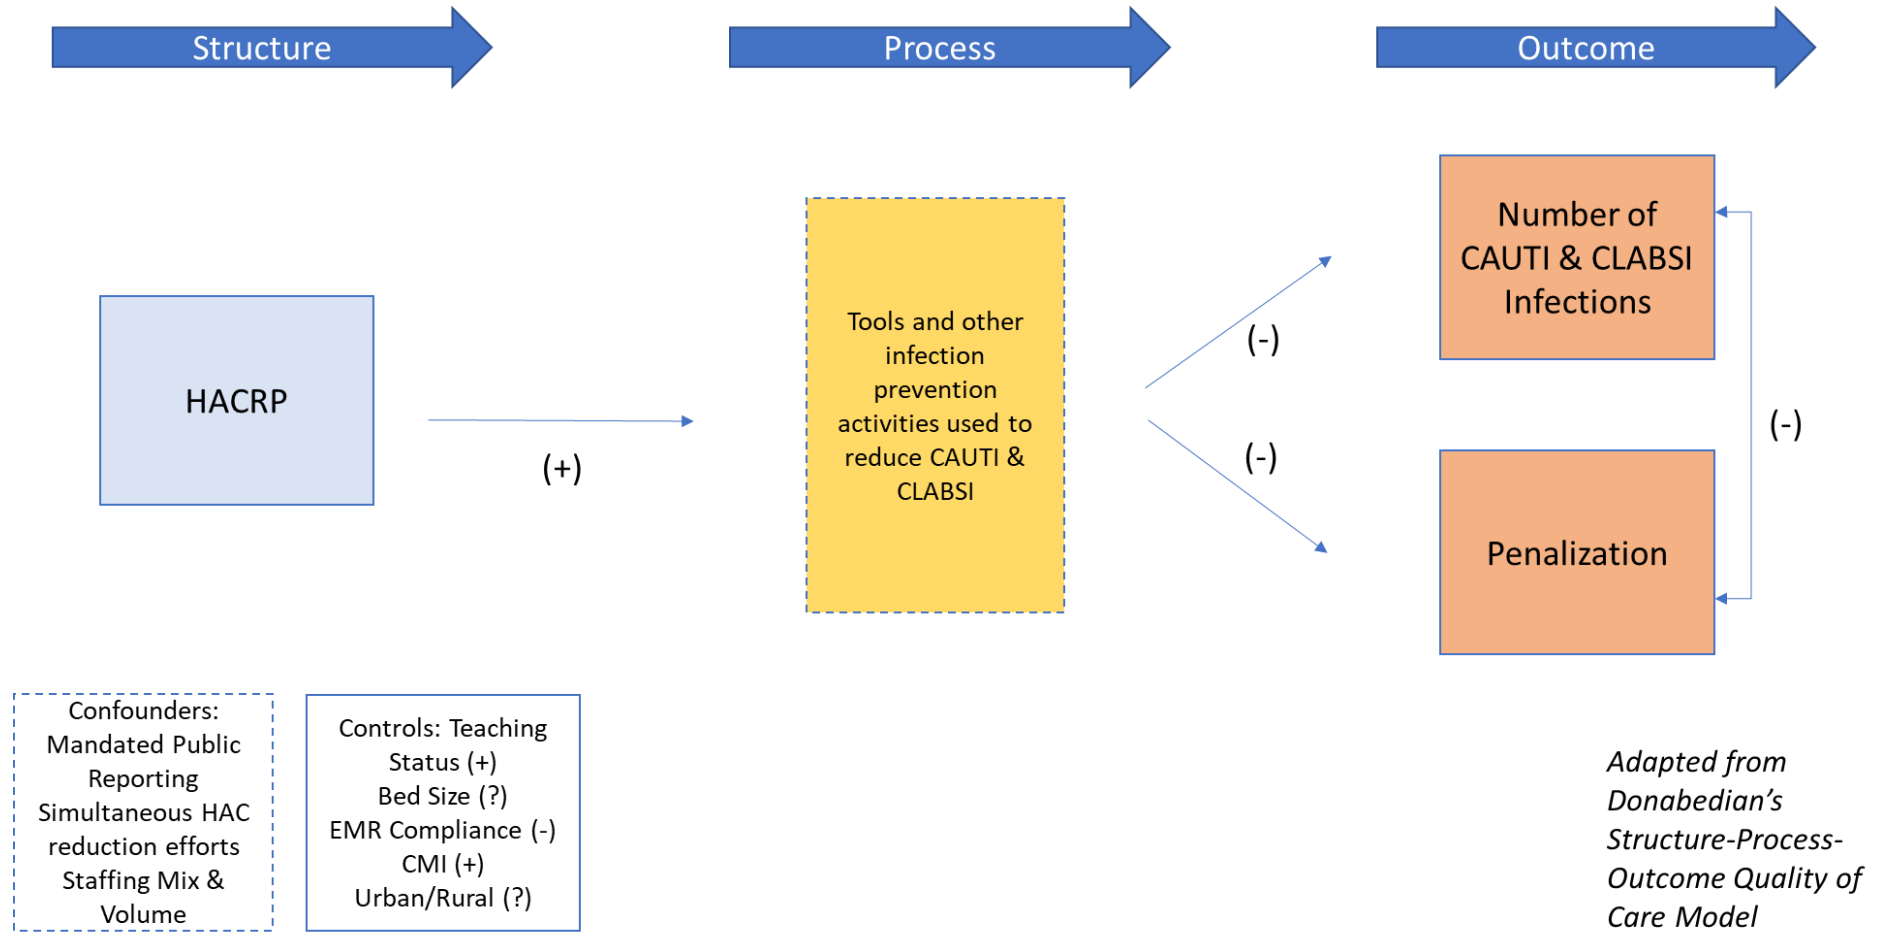 Structure
Process
Outcome
HACRP
(+)
Tools and other
infection
prevention
activities used to
reduce CAUTI &
CLABSI
(-)
(-)
Number of
CAUTI & CLABSI
Infections
(-)
Penalization
Confounders:
Mandated Public
Reporting
Simultaneous HAC
reduction efforts
Staffing Mix &
Volume
Controls: Teaching
Status (+)
Bed Size (?)
EMR Compliance (-)
CMI (+)
Urban/Rural (?)
Adapted from
Donabedian’s
Structure-Process-
Outcome Quality of
Care Model